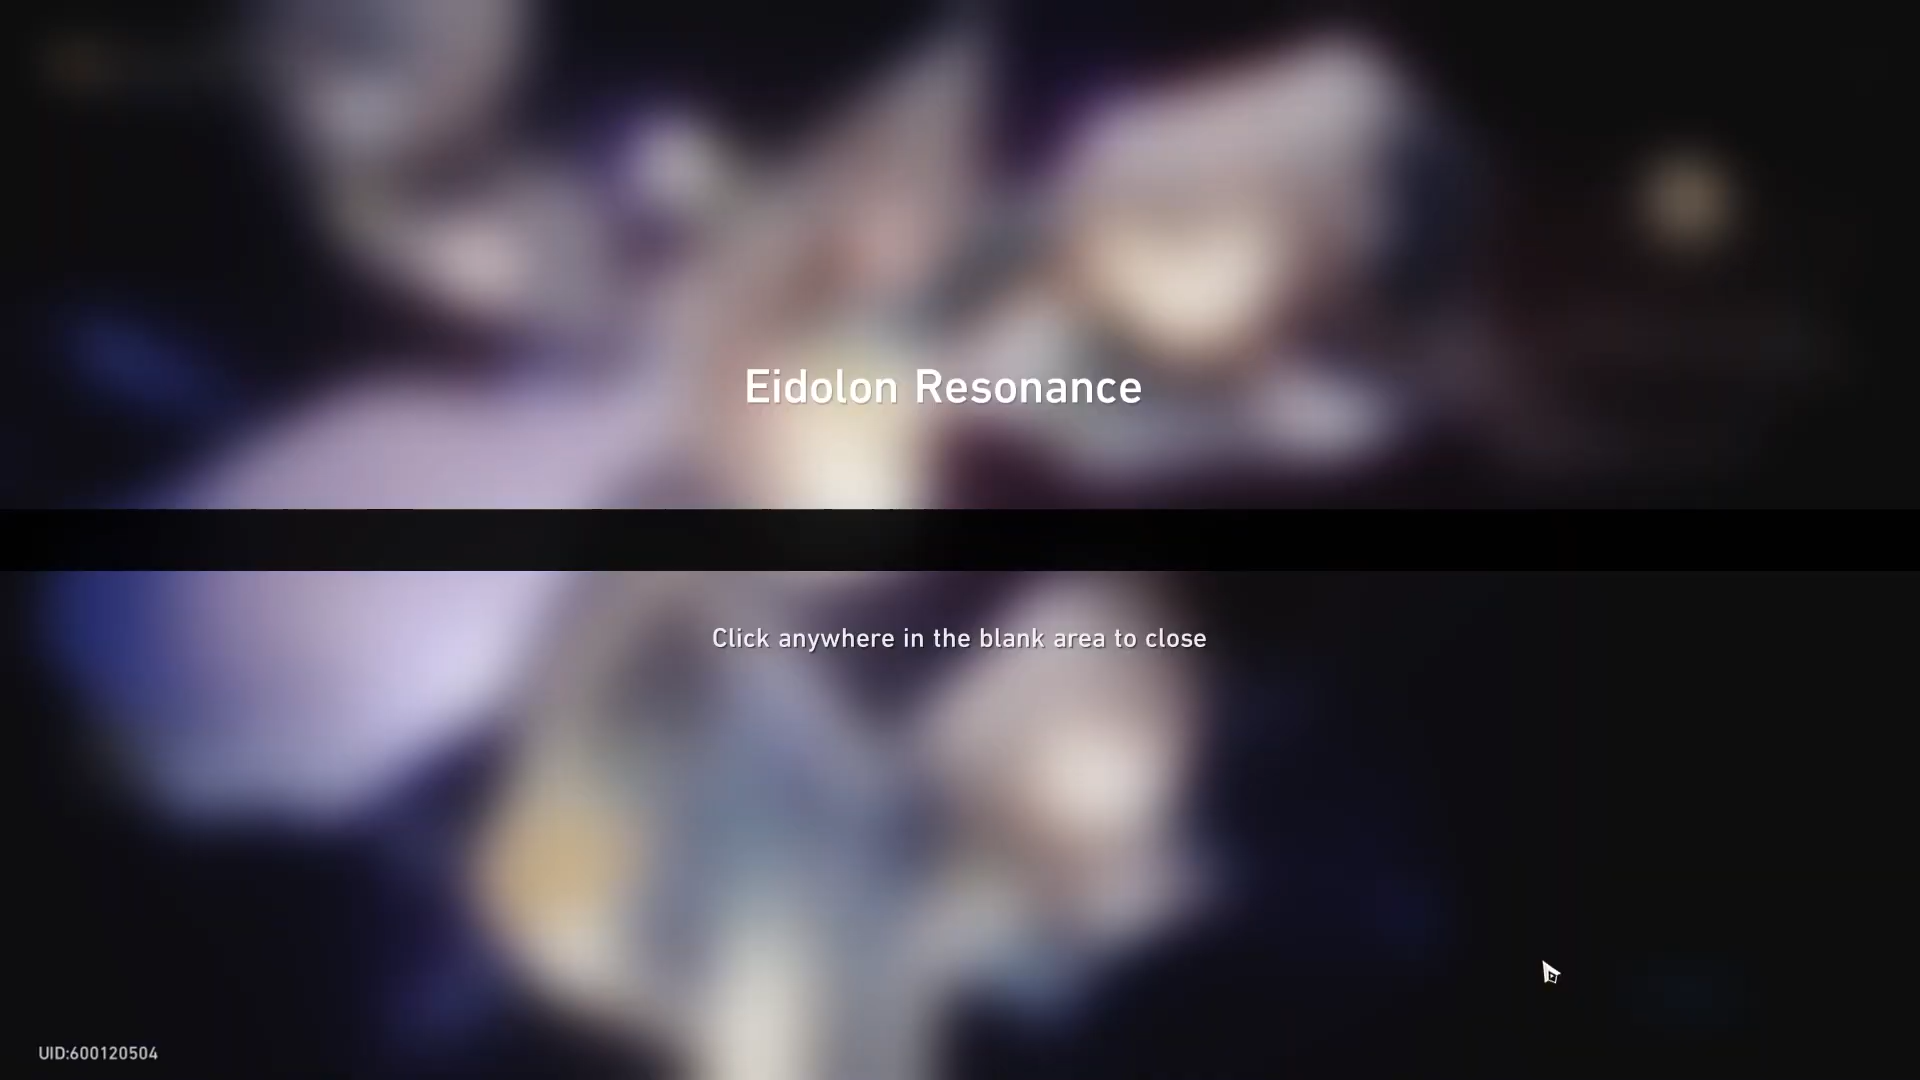 Eidolon Resonance
Click anywhere in the blank area to close
UID:600120504